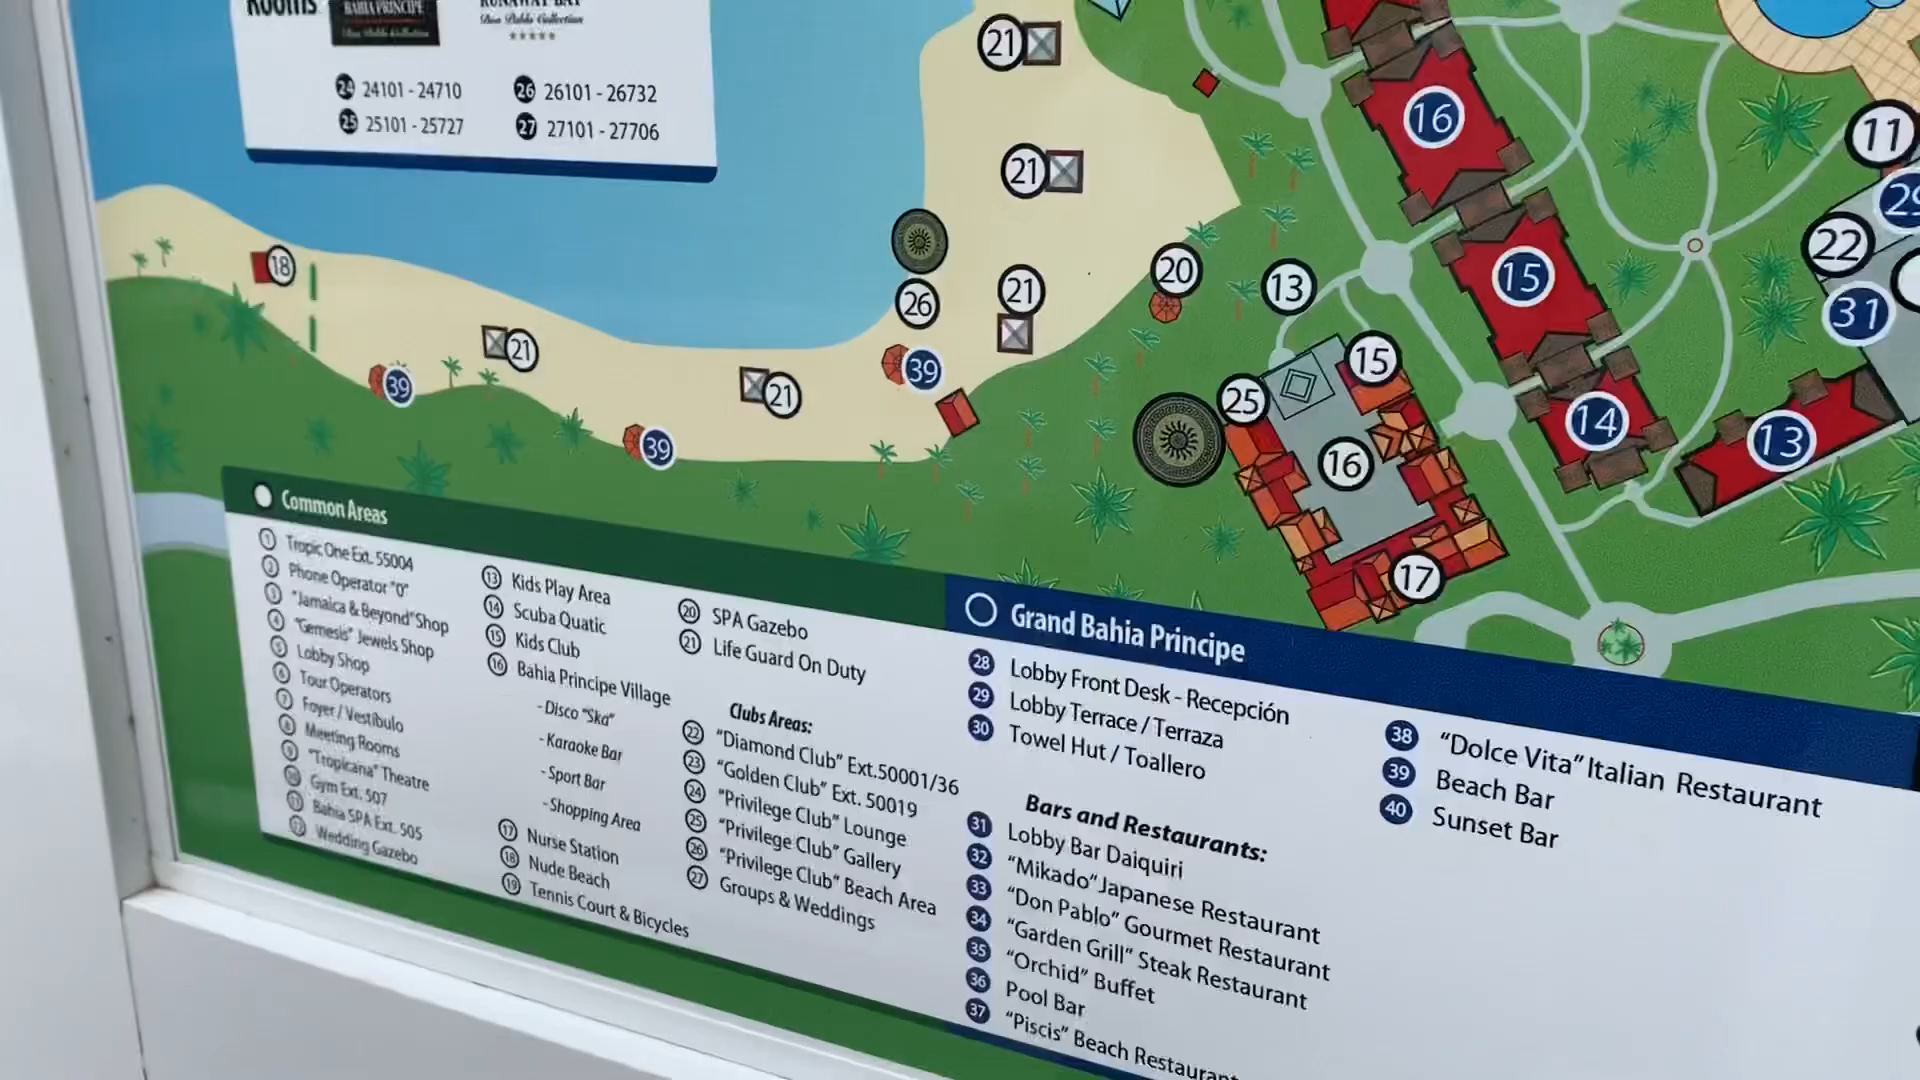 Rooms
BAHIA PRINCIPE
Don Pablo Collection
RUNAWAY BAY
Don Pablo Collection
24 24101 - 24710
25 25101 - 25727
26 26101 - 26732
27 27101 - 27706
21
21
21
21
21
18
39
39
39
26
20
13
25
15
16
17
16
15
14
13
11
29
22
31
Common Areas
1 Tropic One Ext. 55004
2 Phone Operator "0"
3 "Jamaica & Beyond" Shop
4 "Gemesis" Jewels Shop
5 Lobby Shop
6 Tour Operators
7 Foyer / Vestíbulo
8 Meeting Rooms
9 "Tropicana" Theatre
10 Gym Ext. 507
11 Bahia SPA Ext. 505
12 Wedding Gazebo
13 Kids Play Area
14 Scuba Quatic
15 Kids Club
16 Bahia Principe Village
- Disco "Ska"
- Karaoke Bar
- Sport Bar
- Shopping Area
17 Nurse Station
18 Nude Beach
19 Tennis Court & Bicycles
20 SPA Gazebo
21 Life Guard On Duty
Clubs Areas:
22 "Diamond Club" Ext.50001/36
23 "Golden Club" Ext. 50019
24 "Privilege Club" Lounge
25 "Privilege Club" Gallery
26 "Privilege Club" Beach Area
27 Groups & Weddings
Grand Bahia Principe
28 Lobby Front Desk - Recepción
29 Lobby Terrace / Terraza
30 Towel Hut / Toallero
Bars and Restaurants:
31 Lobby Bar Daiquiri
32 "Mikado" Japanese Restaurant
33 "Don Pablo" Gourmet Restaurant
34 "Garden Grill" Steak Restaurant
35 "Orchid" Buffet
36 Pool Bar
37 "Piscis" Beach Restaurant
38 "Dolce Vita" Italian Restaurant
39 Beach Bar
40 Sunset Bar